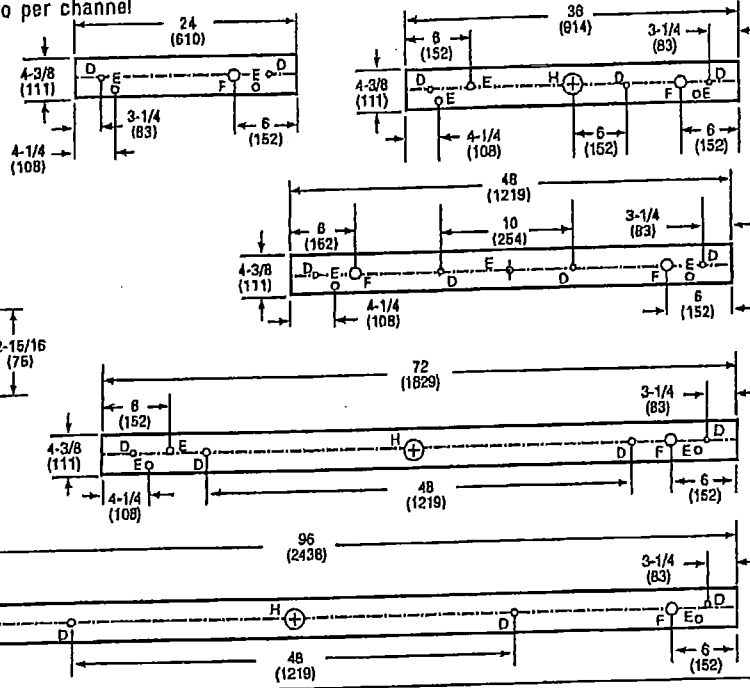 o per channel
24
(610)
4-3/8
(111)
D
E
F
E
D
3-1/4
(83)
6
(152)
4-1/4
(108)
36
(914)
6
(152)
3-1/4
(83)
4-3/8
(111)
D
E
E
H
D
F
E
D
4-1/4
(108)
6
(152)
6
(152)
48
(1219)
6
(152)
10
(254)
3-1/4
(83)
4-3/8
(111)
D
E
F
D
E
D
F
E
D
4-1/4
(108)
6
(152)
2-15/16
(75)
72
(1829)
6
(152)
3-1/4
(83)
4-3/8
(111)
D
E
E
D
H
D
F
E
D
4-1/4
(108)
48
(1219)
6
(152)
96
(2438)
3-1/4
(83)
D
H
D
F
E
D
48
(1219)
6
(152)